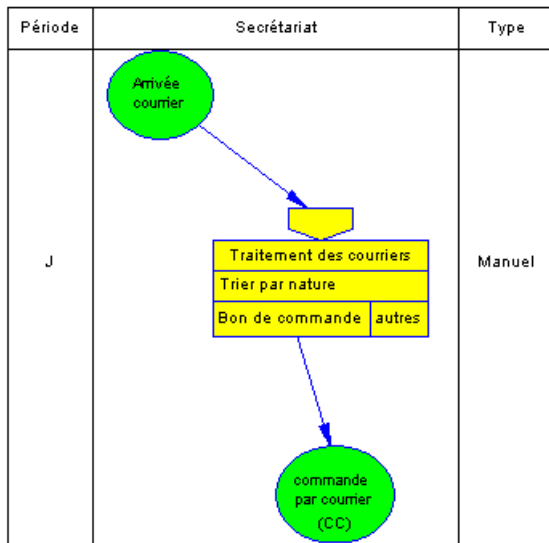 Période
Secrétariat
Type
Arrivée
courrier
J
Traitement des courriers
Manuel
Trier par nature
Bon de commande
autres
commande
par courrier
(CC)